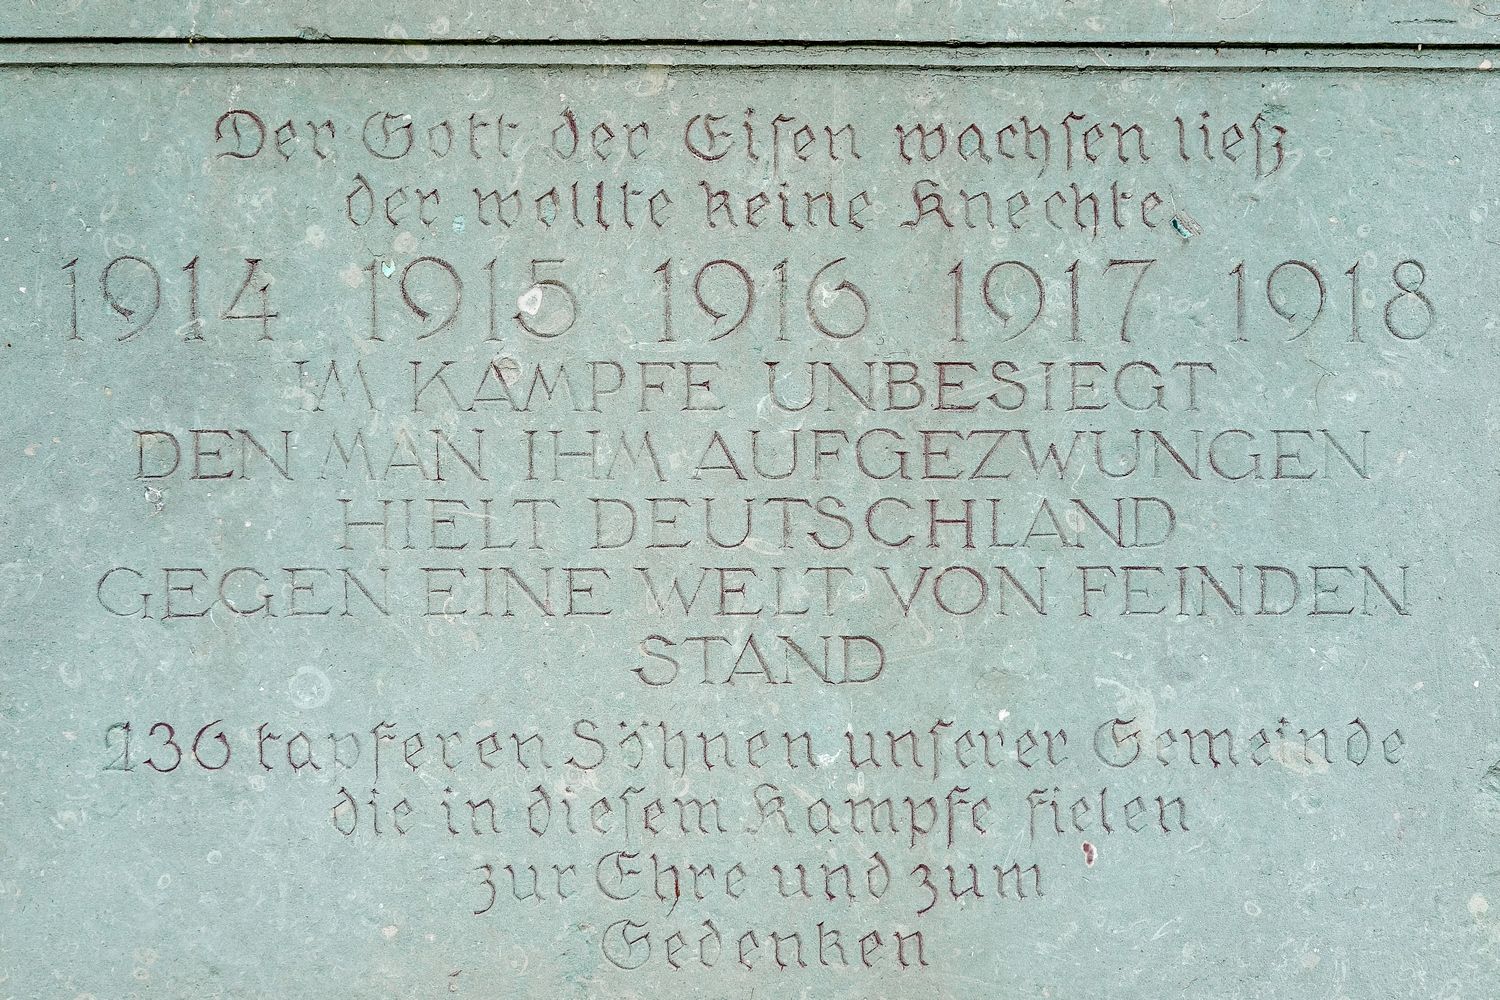 Der Gott der Eisen wachsen ließ
der wollte keine Knechte
1914 1915 1916 1917 1918
IM KAMPFE UNBESIEGT
DEN MAN IHM AUFGEZWUNGEN
HIELT DEUTSCHLAND
GEGEN EINE WELT VON FEINDEN
STAND
236 tapferen Söhnen unserer Gemeinde
die in diesem Kampfe fielen
zur Ehre und zum
Gedenken